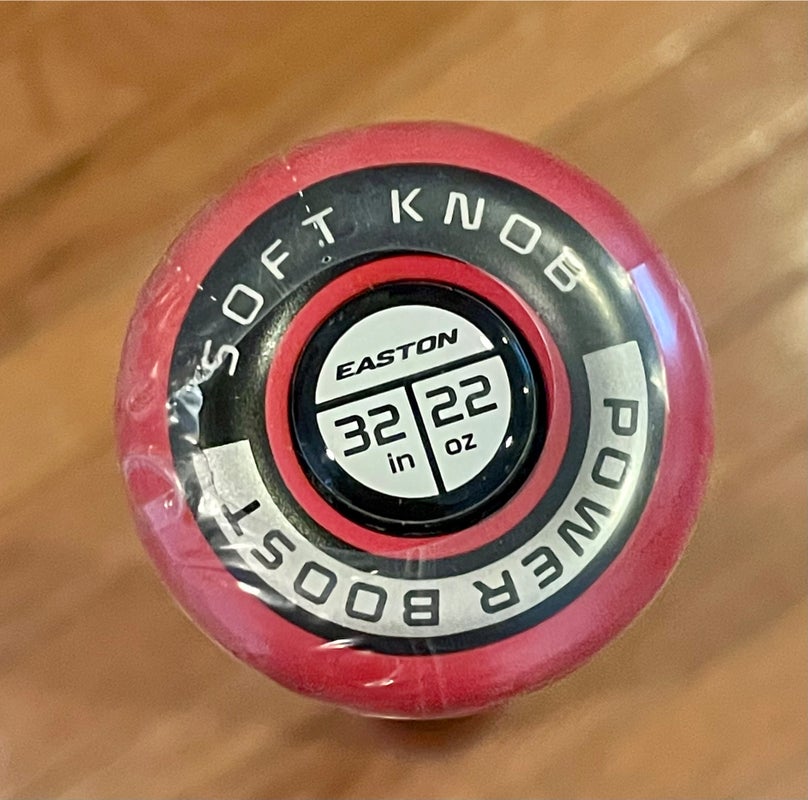 SOFT KNOB
EASTON
32 in
22 oz
POWER BOOST